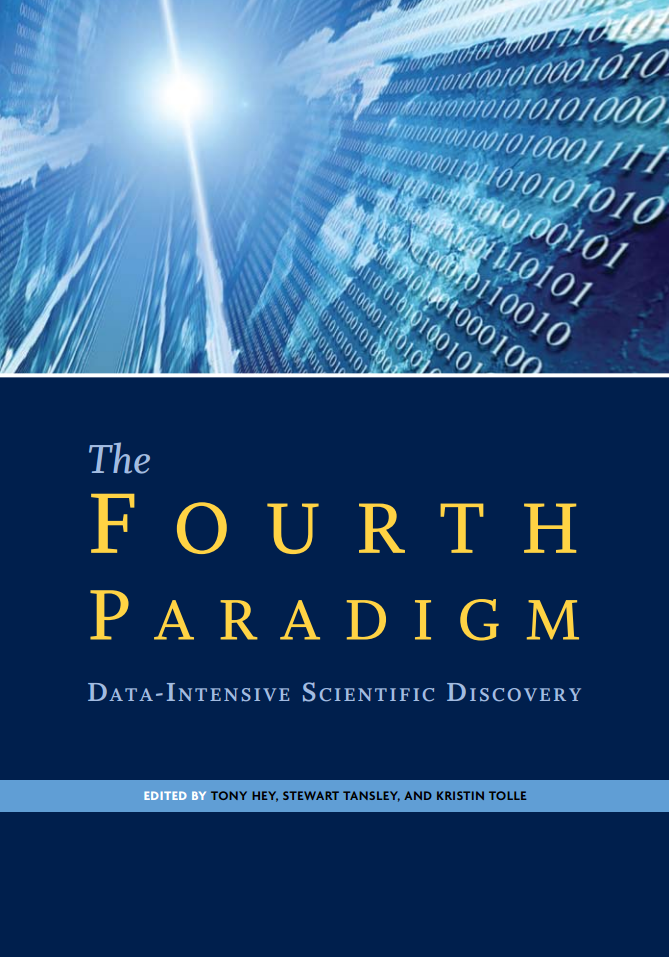 The
FOURTH
PARADIGM
DATA-INTENSIVE SCIENTIFIC DISCOVERY
EDITED BY TONY HEY, STEWART TANSLEY, AND KRISTIN TOLLE